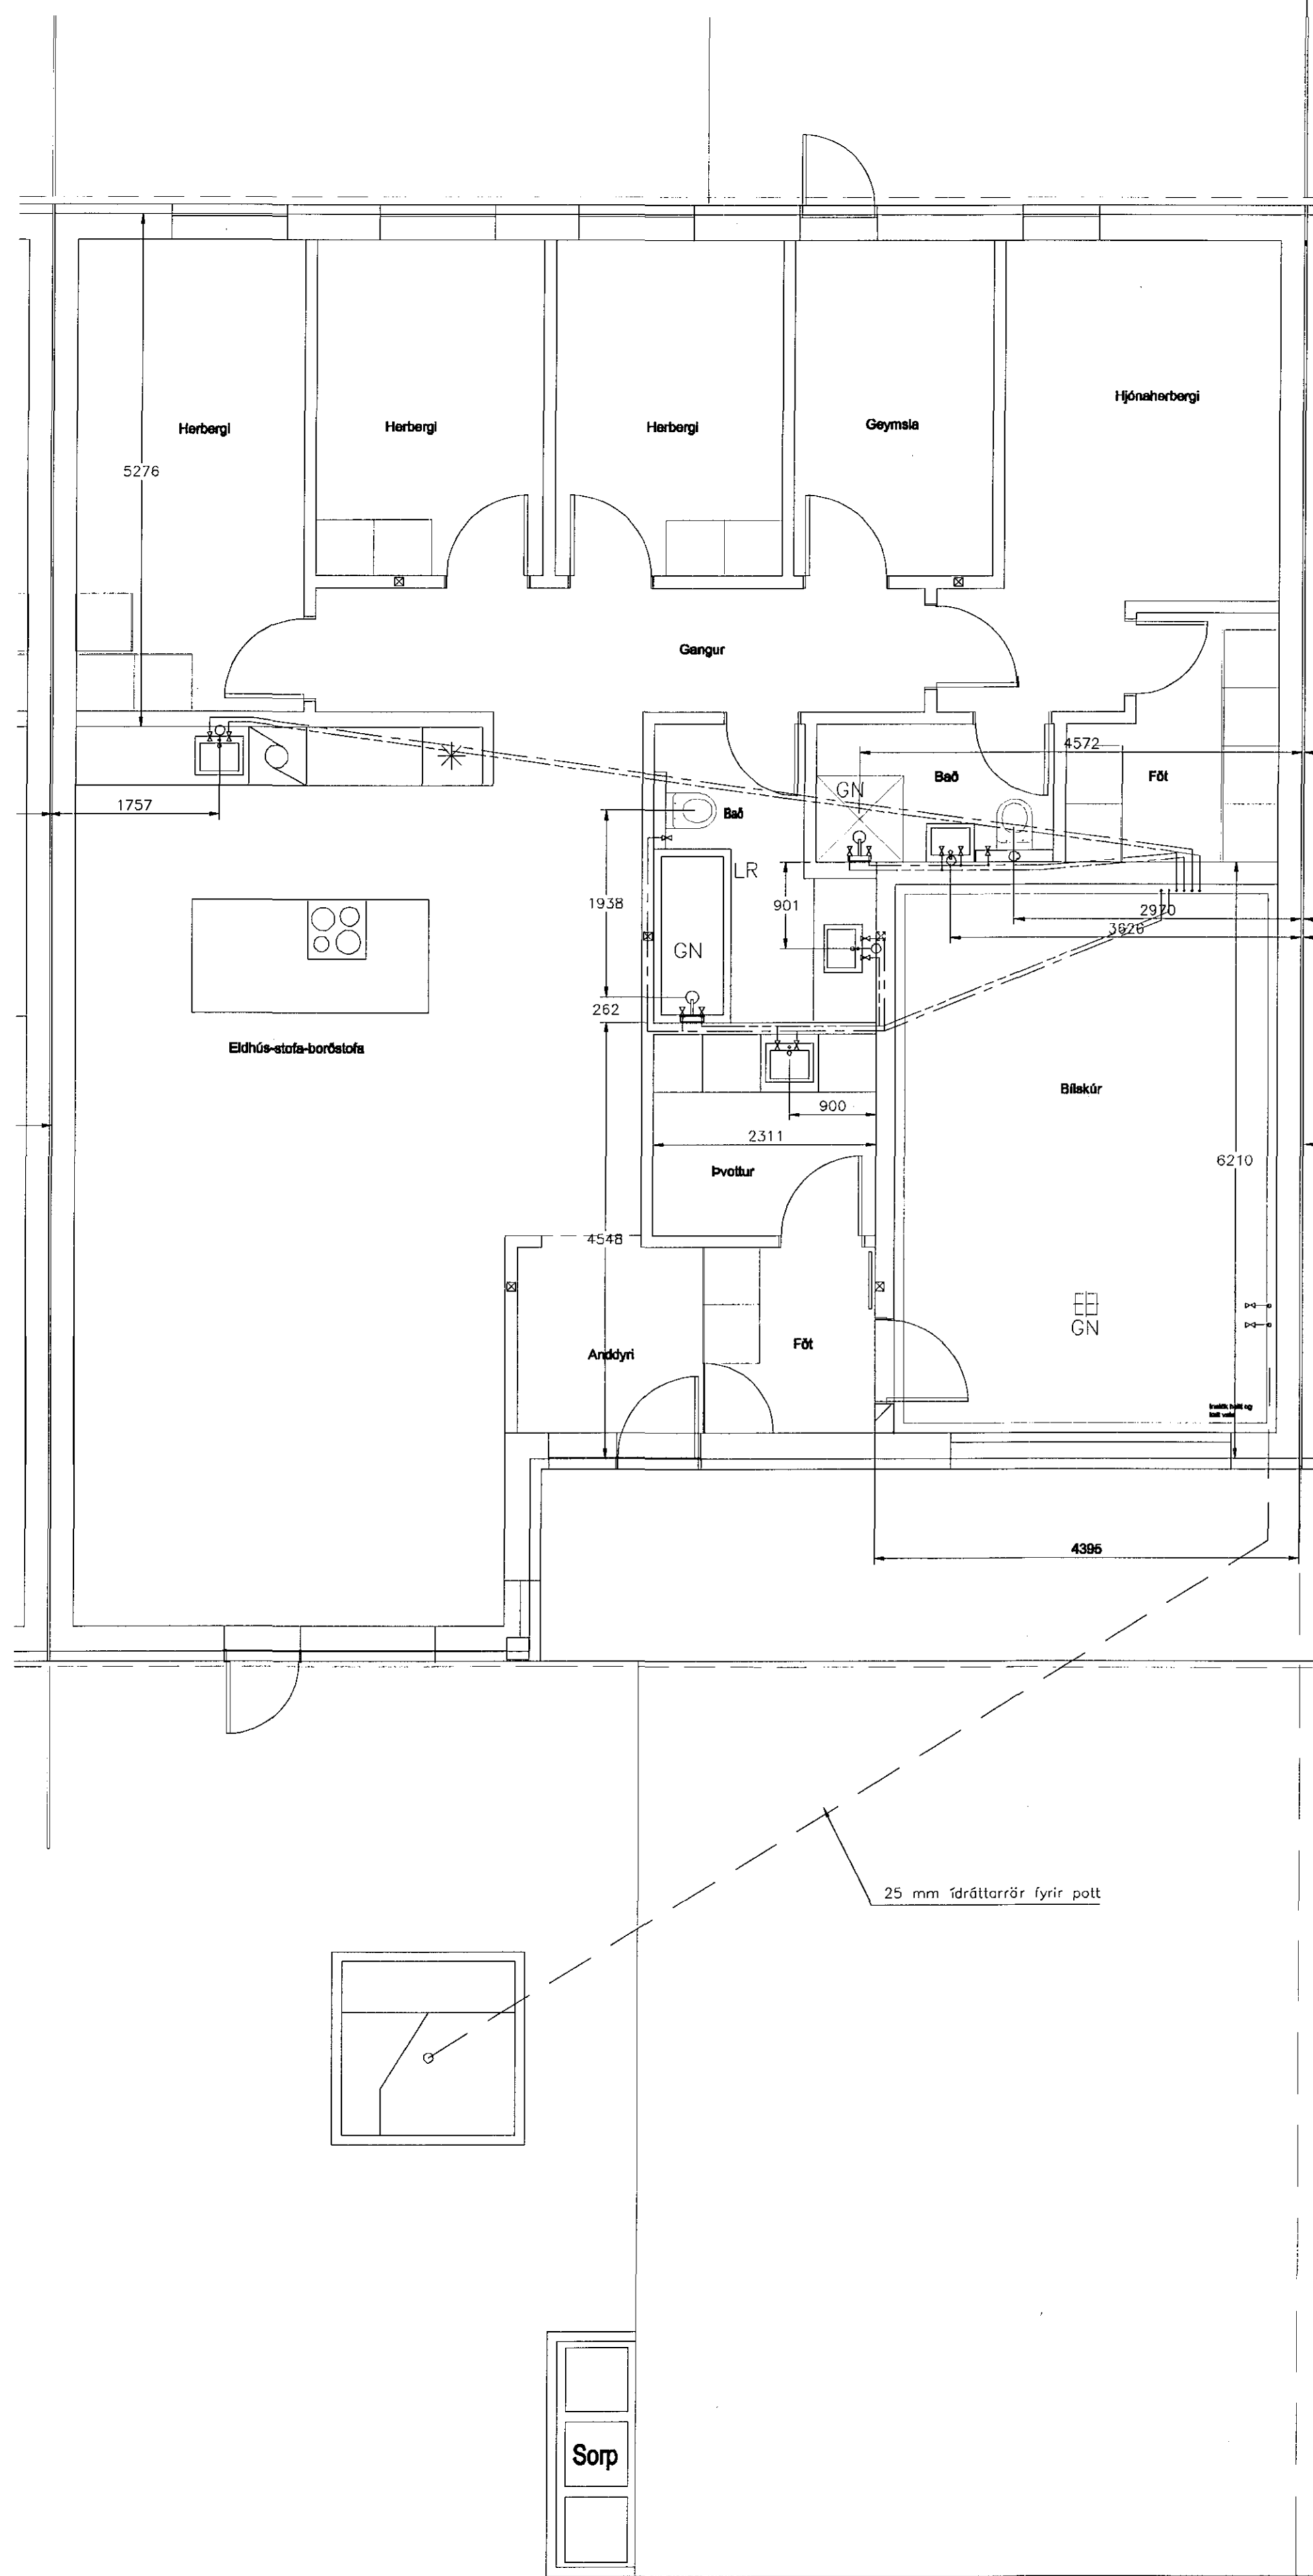 Herbergi
Herbergi
Herbergi
Geymsla
Hjónaherbergi
5276
Gangur
4572
GN
Bað
Föt
1757
Bað
LR
1938
901
2970
3626
GN
262
Eldhús-stofa-borðstofa
Bílskúr
900
2311
6210
Þvottur
4548
GN
Anddyri
Föt
4395
25 mm ídráttarrör fyrir pott
Sorp